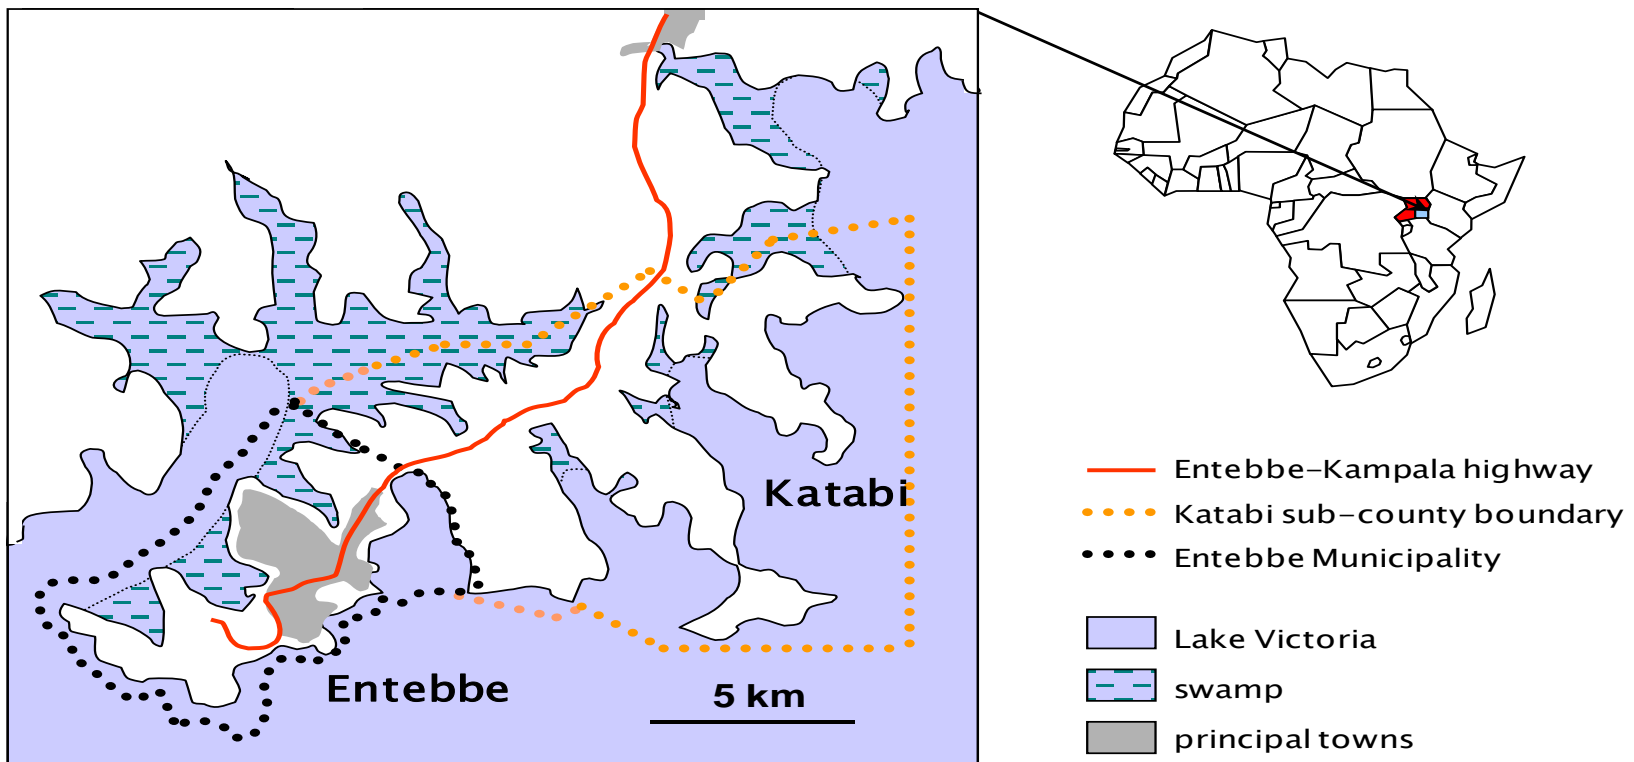 Katabi
Entebbe
5 km
Entebbe–Kampala highway
Katabi sub–county boundary
Entebbe Municipality
Lake Victoria
swamp
principal towns